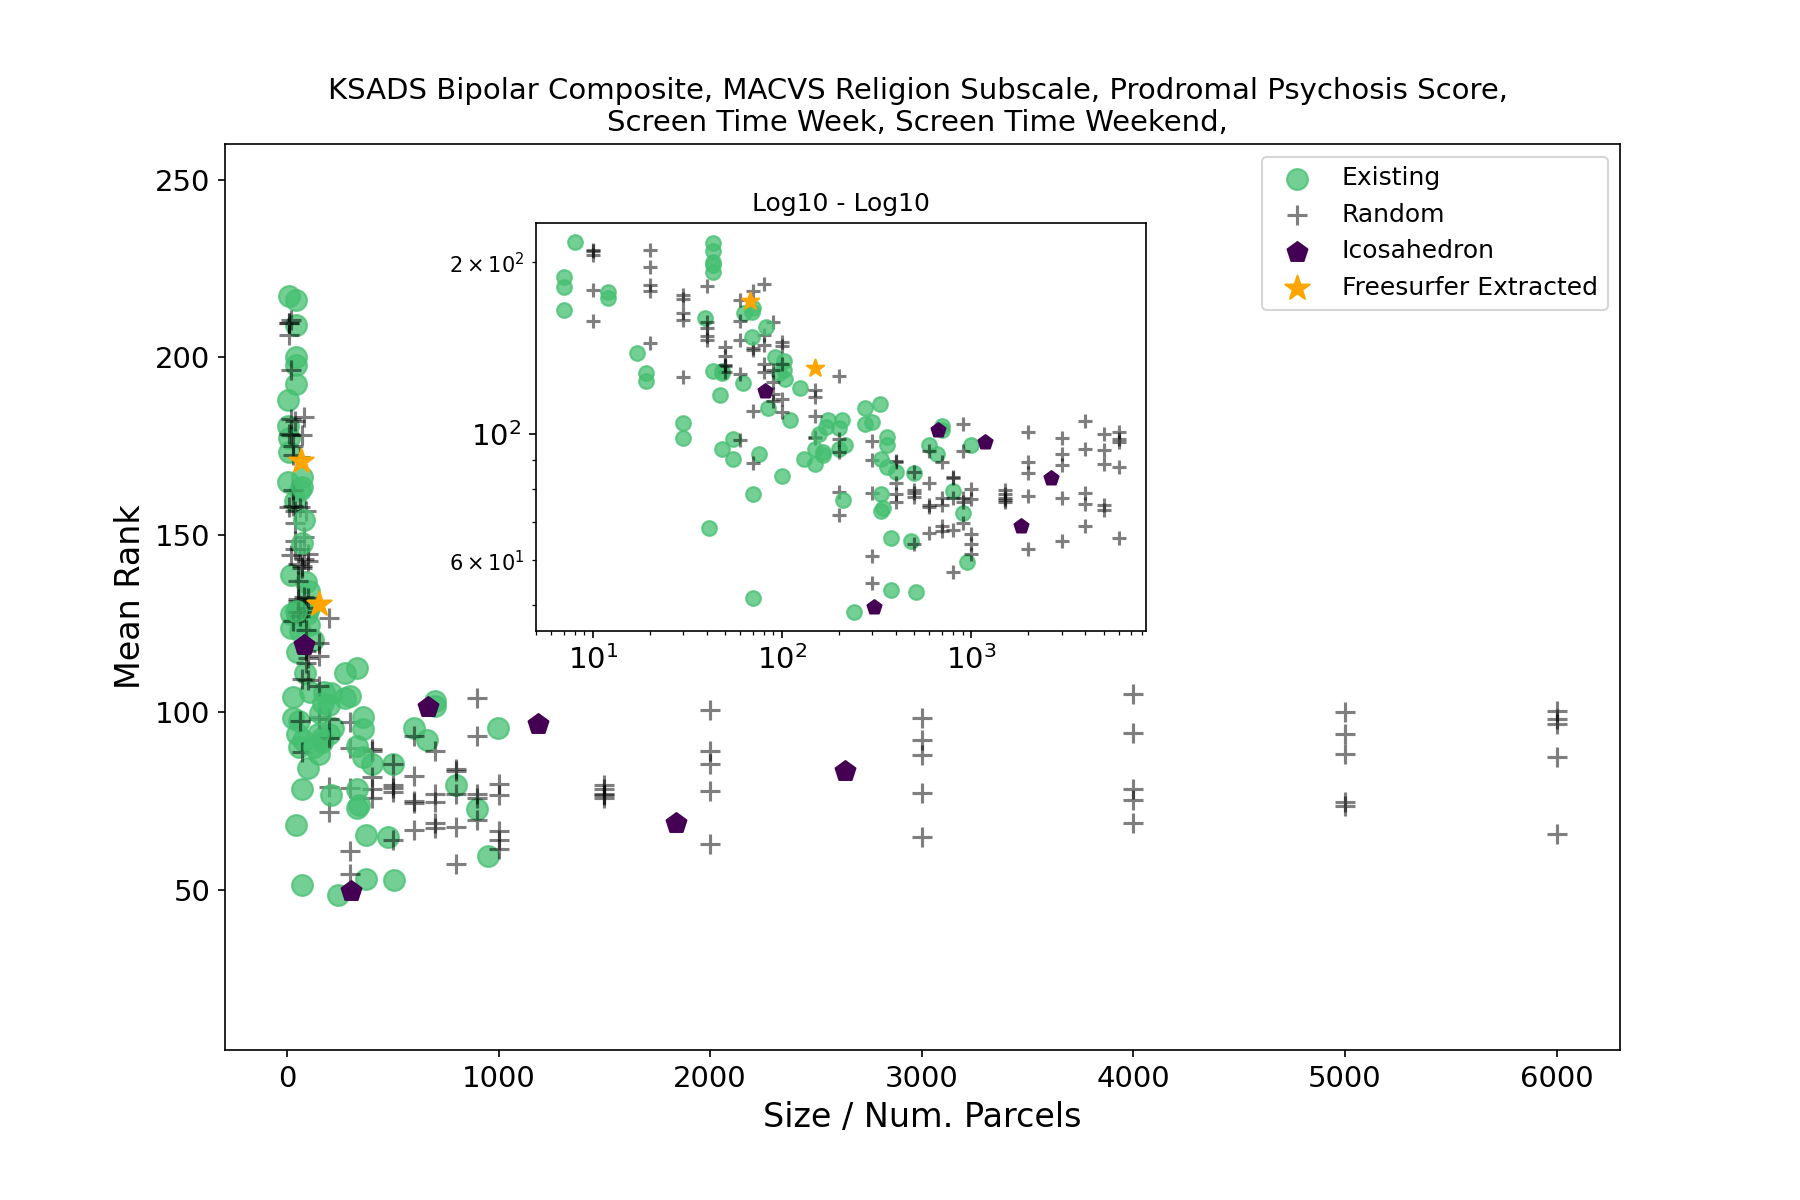 KSADS Bipolar Composite, MACVS Religion Subscale, Prodromal Psychosis Score,
Screen Time Week, Screen Time Weekend,
250
200
150
100
50
Mean Rank
Existing
Random
Icosahedron
Freesurfer Extracted
Log10 - Log10
2 × 10²
10²
6 × 10¹
10¹ 10² 10³
0 1000 2000 3000 4000 5000 6000
Size / Num. Parcels